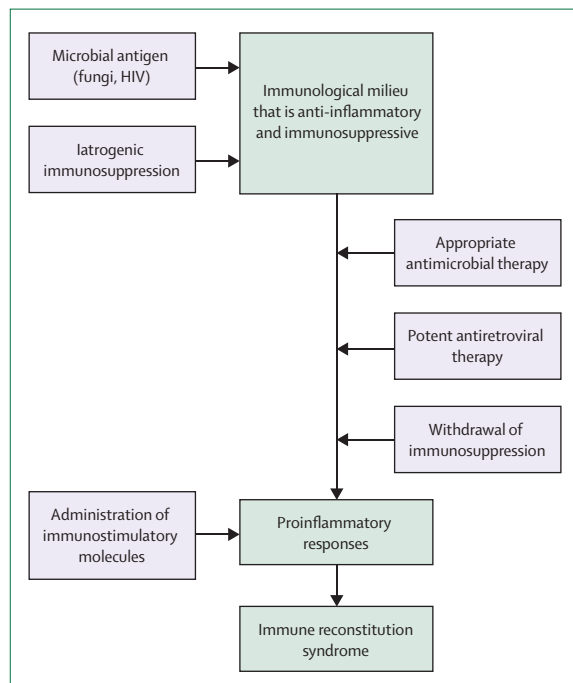 Microbial antigen
(fungi, HIV)
Immunological milieu
that is anti-inflammatory
and immunosuppressive
Iatrogenic
immunosuppression
Appropriate
antimicrobial therapy
Potent antiretroviral
therapy
Withdrawal of
immunosuppression
Administration of
immunostimulatory
molecules
Proinflammatory
responses
Immune reconstitution
syndrome